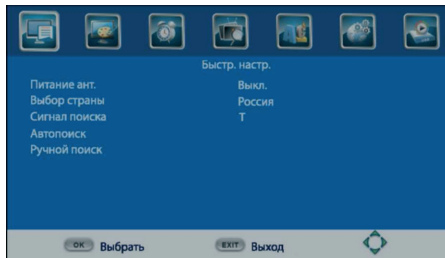 Быстр. настр.
Питание ант. Выкл.
Выбор страны Россия
Сигнал поиска T
Автопоиск
Ручной поиск
OK Выбрать EXIT Выход